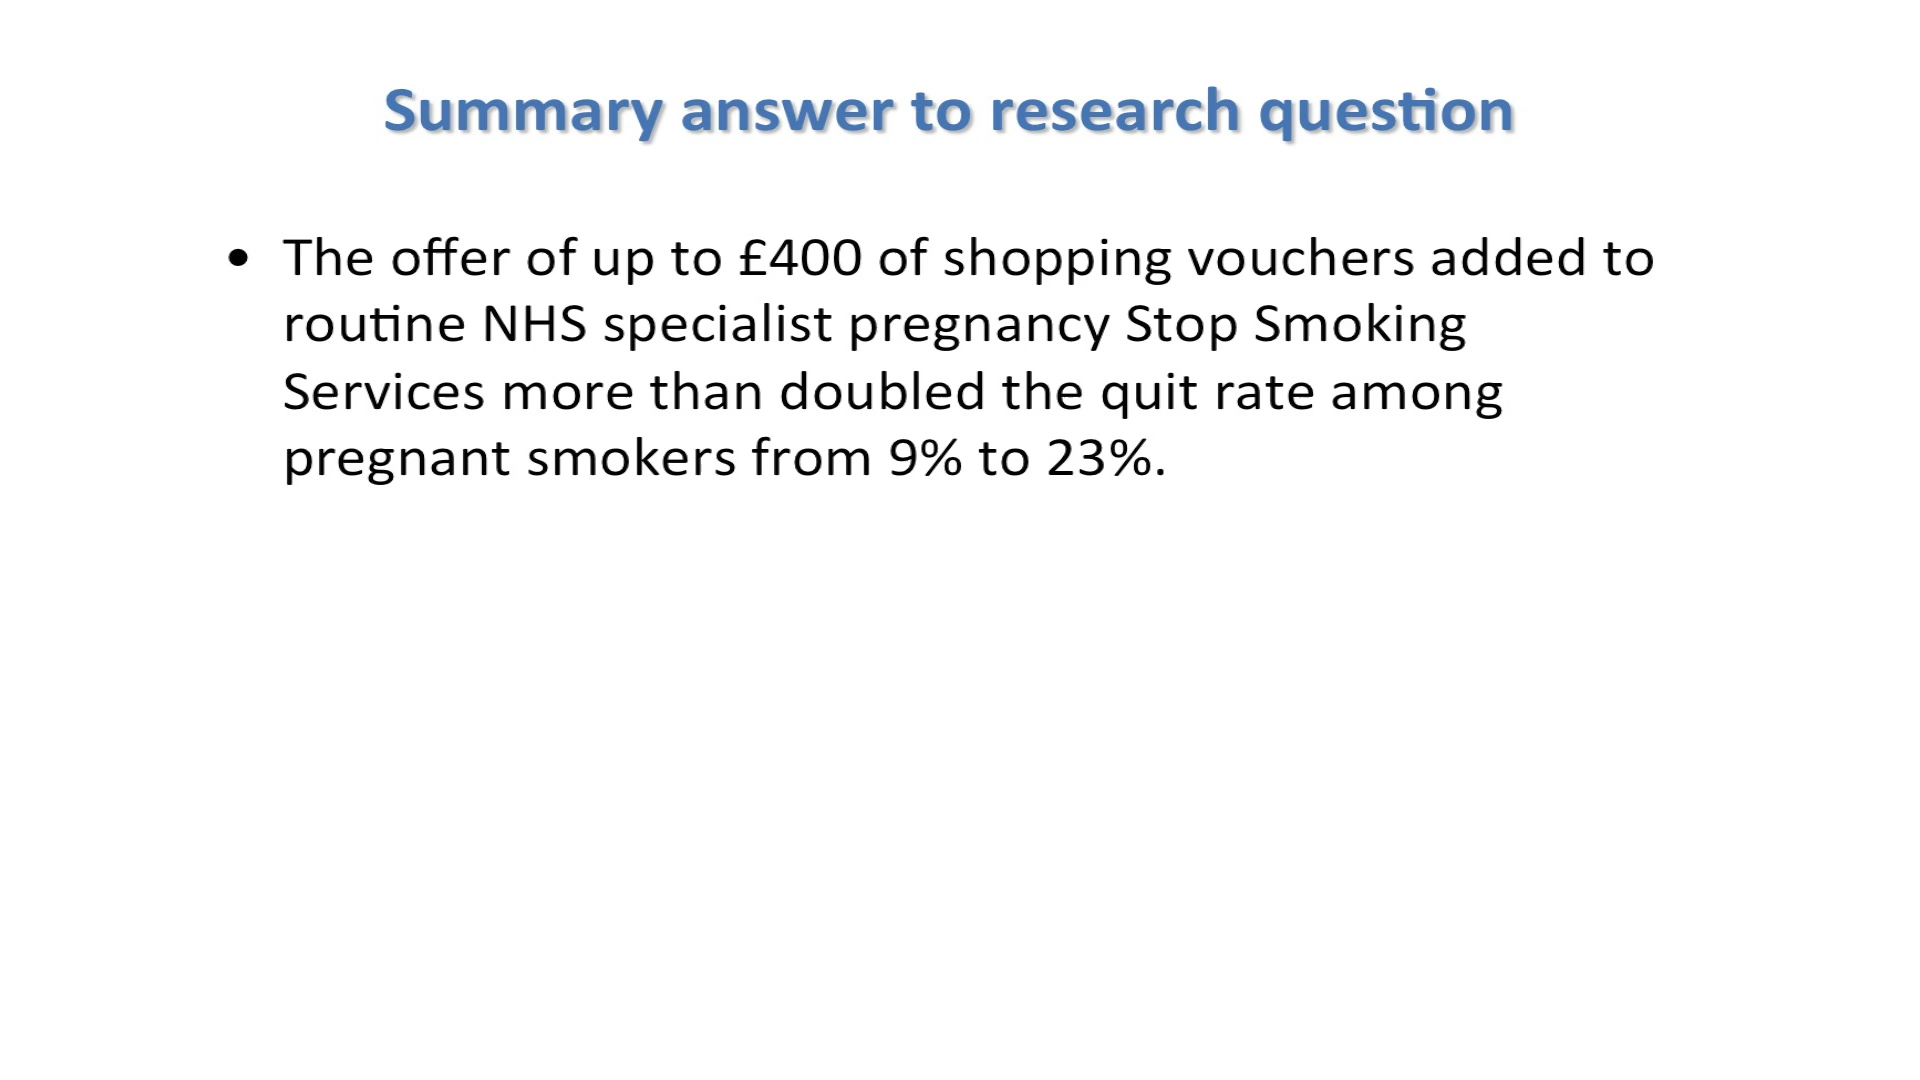 Summary answer to research question
• The offer of up to £400 of shopping vouchers added to
routine NHS specialist pregnancy Stop Smoking
Services more than doubled the quit rate among
pregnant smokers from 9% to 23%.